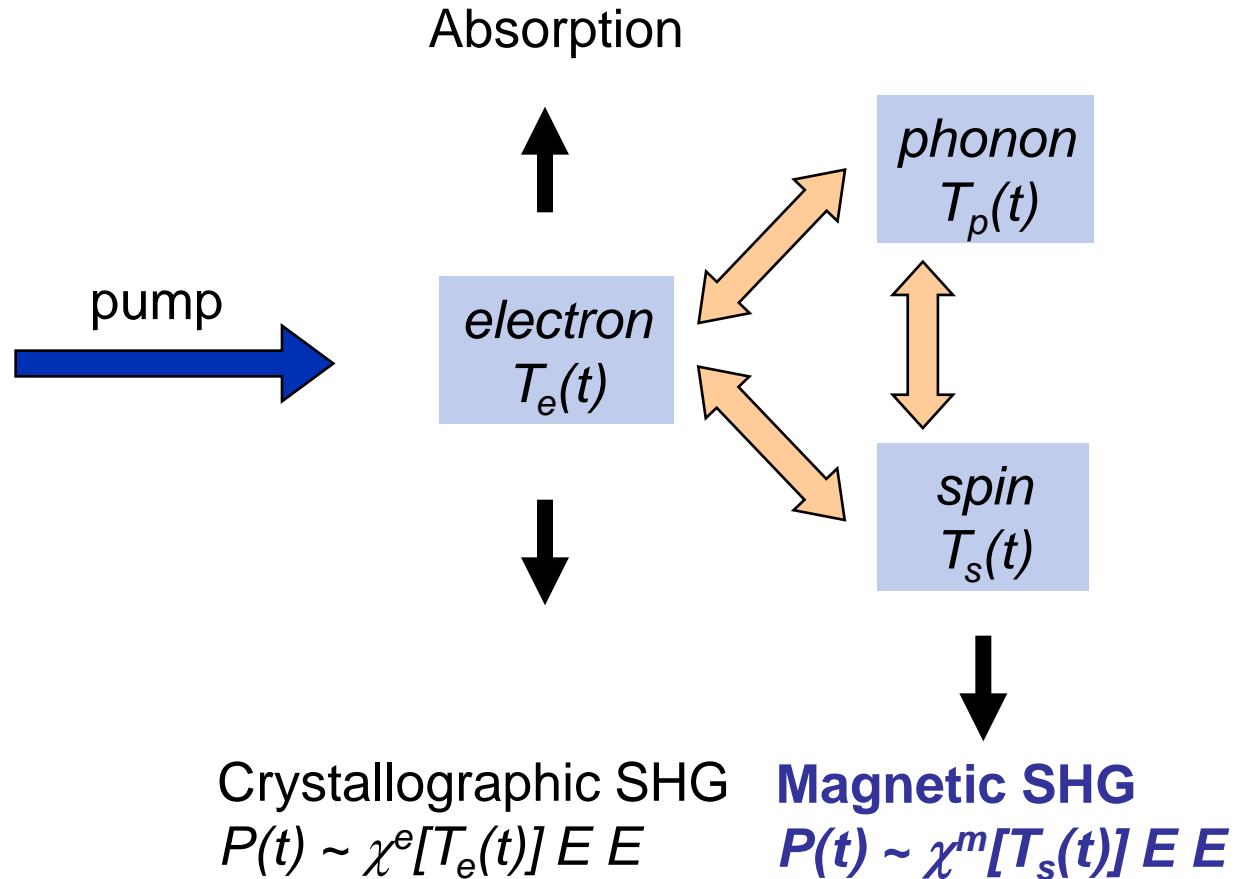 Absorption
phonon
Tₚ(t)
pump
electron
Tₑ(t)
spin
Tₛ(t)
Crystallographic SHG
P(t) ~ χᵉ[Tₑ(t)] E E
Magnetic SHG
P(t) ~ χᵐ[Tₛ(t)] E E